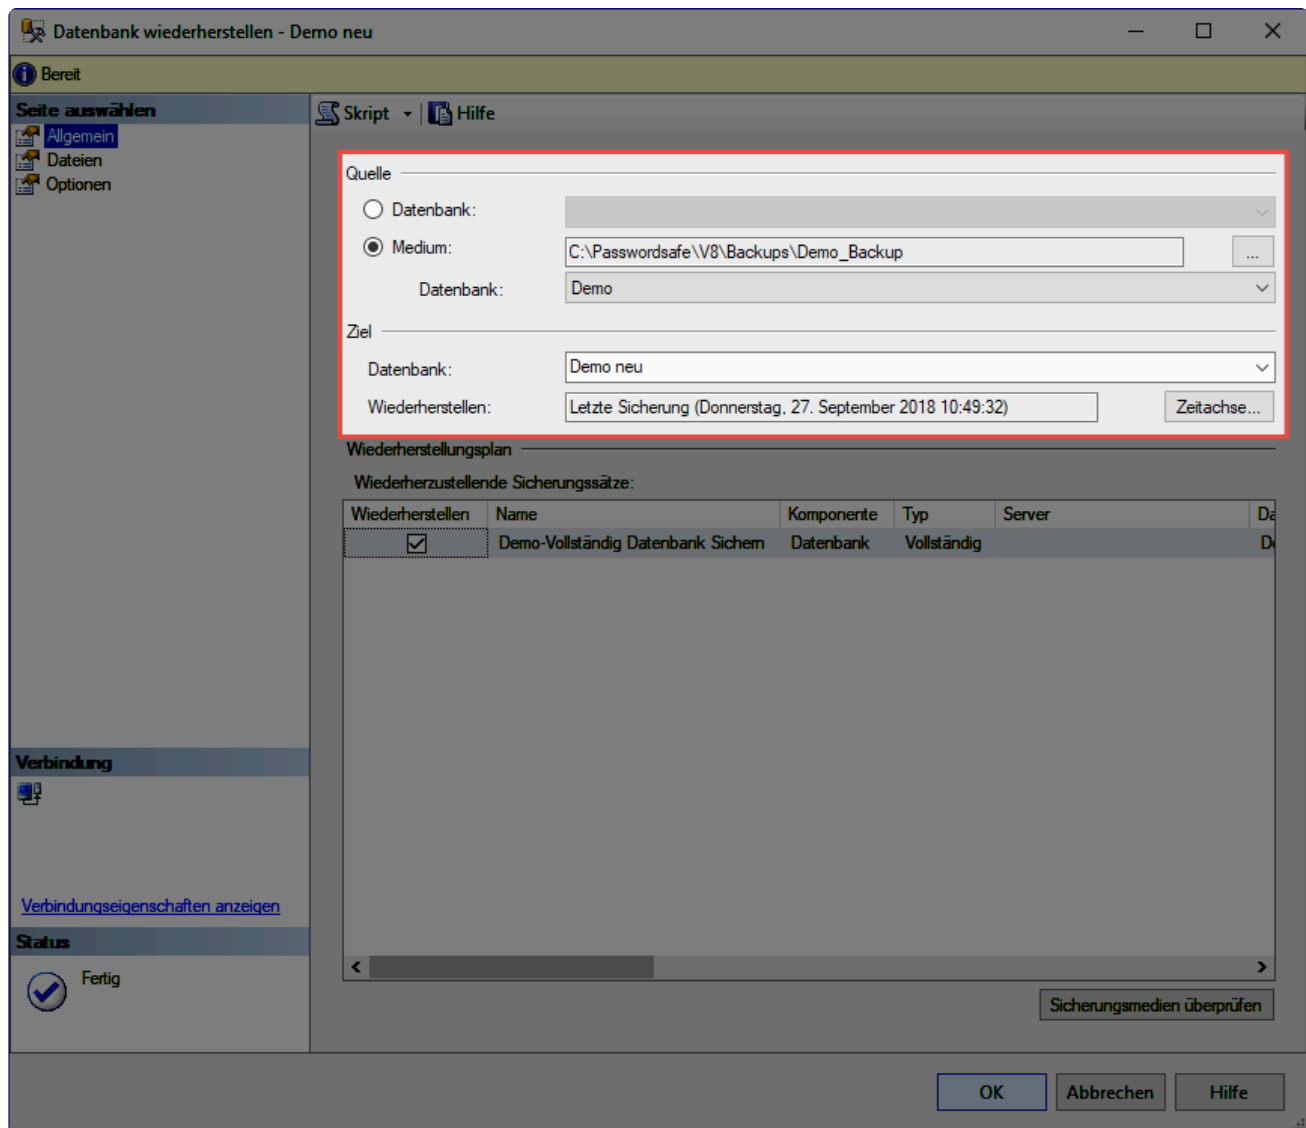 Datenbank wiederherstellen - Demo neu
Bereit
Seite auswählen
Allgemein
Dateien
Optionen
Skript
Hilfe
Quelle
Datenbank:
Medium:
C:\Passwordsafe\V8\Backups\Demo_Backup
...
Datenbank:
Demo
Ziel
Datenbank:
Demo neu
Wiederherstellen:
Letzte Sicherung (Donnerstag, 27. September 2018 10:49:32)
Zeitachse...
Wiederherstellungsplan
Wiederherzustellende Sicherungssätze:
Wiederherstellen Name Komponente Typ Server
Demo-Vollständig Datenbank Sichern Datenbank Vollständig
Verbindung
Verbindungseigenschaften anzeigen
Status
Fertig
Sicherungsmedien überprüfen
OK Abbrechen Hilfe